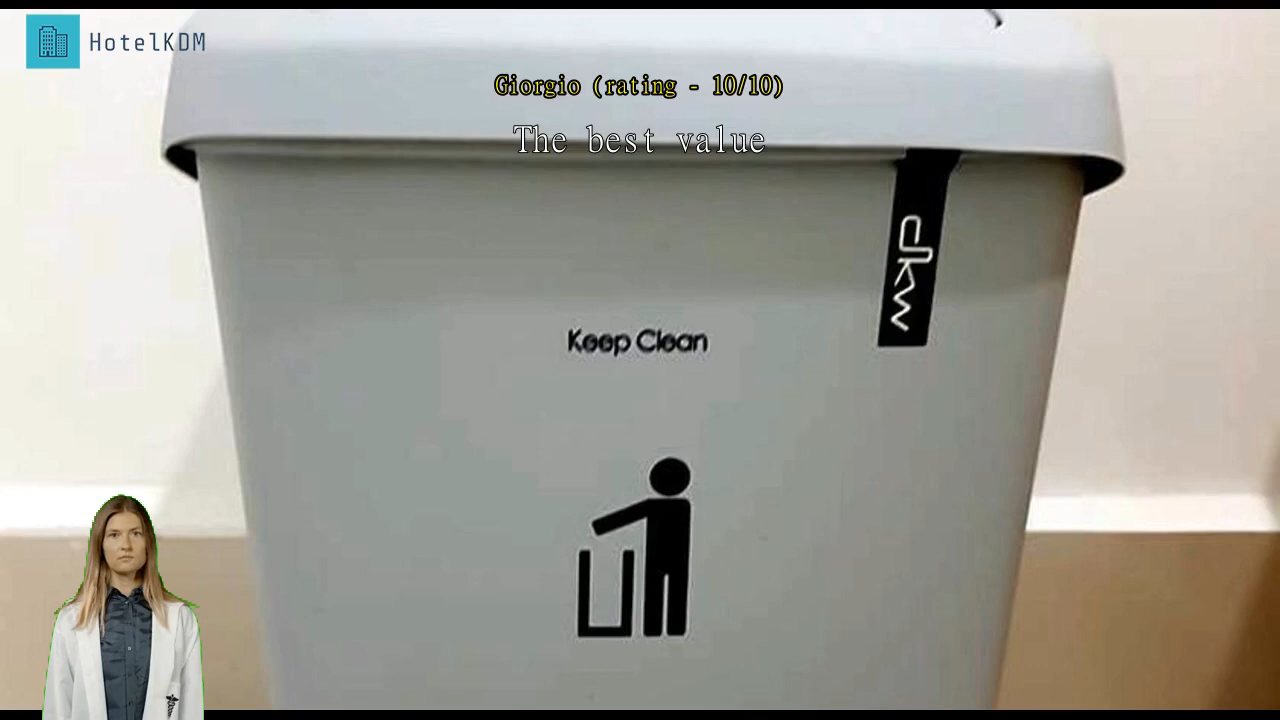 HotelKDM
Giorgio (rating - 10/10)
The best value
dkw
Keep Clean